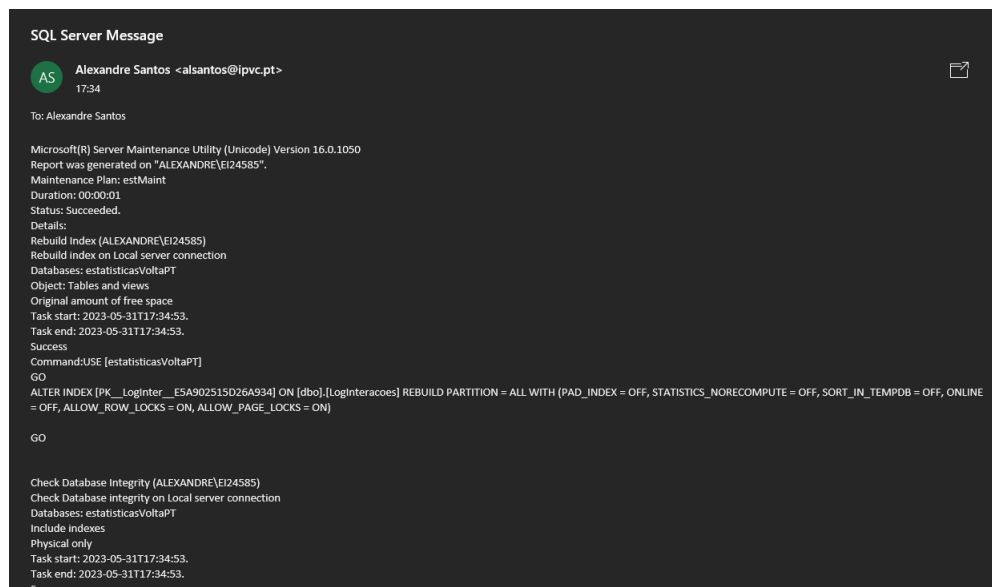 SQL Server Message
AS
Alexandre Santos <alsantos@ipvc.pt>
17:34
To: Alexandre Santos
Microsoft(R) Server Maintenance Utility (Unicode) Version 16.0.1050
Report was generated on "ALEXANDRE\EI24585".
Maintenance Plan: estMaint
Duration: 00:00:01
Status: Succeeded.
Details:
Rebuild Index (ALEXANDRE\EI24585)
Rebuild index on Local server connection
Databases: estatisticasVoltaPT
Object: Tables and views
Original amount of free space
Task start: 2023-05-31T17:34:53.
Task end: 2023-05-31T17:34:53.
Success
Command:USE [estatisticasVoltaPT]
GO
ALTER INDEX [PK__LogInter__E5A902515D26A934] ON [dbo].[LogInteracoes] REBUILD PARTITION = ALL WITH (PAD_INDEX = OFF, STATISTICS_NORECOMPUTE = OFF, SORT_IN_TEMPDB = OFF, ONLINE
= OFF, ALLOW_ROW_LOCKS = ON, ALLOW_PAGE_LOCKS = ON)
GO
Check Database Integrity (ALEXANDRE\EI24585)
Check Database integrity on Local server connection
Databases: estatisticasVoltaPT
Include indexes
Physical only
Task start: 2023-05-31T17:34:53.
Task end: 2023-05-31T17:34:53.